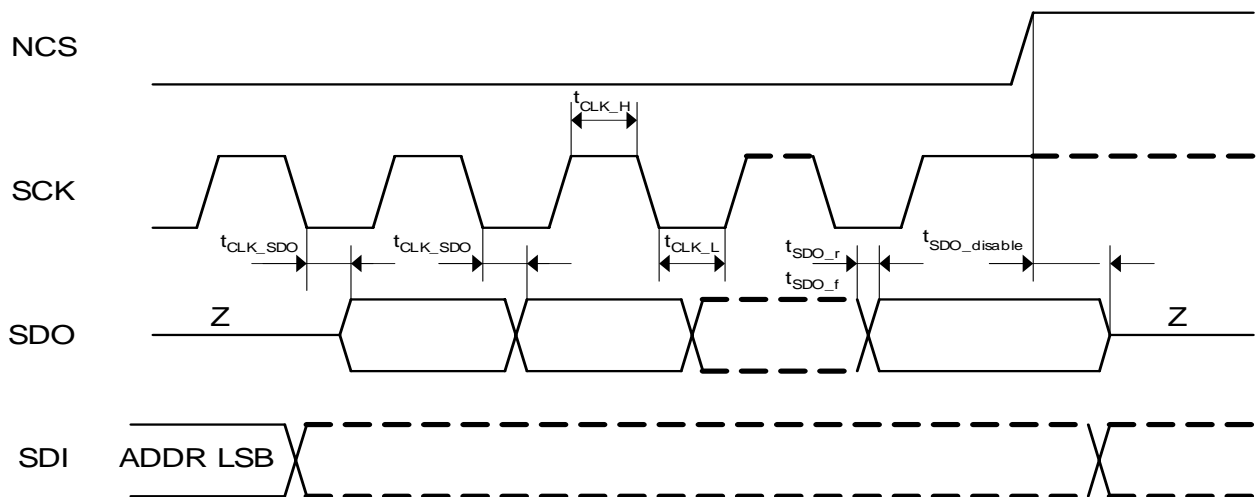 NCS
tCLK_H
SCK
tCLK_SDO
tCLK_SDO
tCLK_L
tSDO_r
tSDO_f
tSDO_disable
Z
Z
SDO
SDI
ADDR LSB